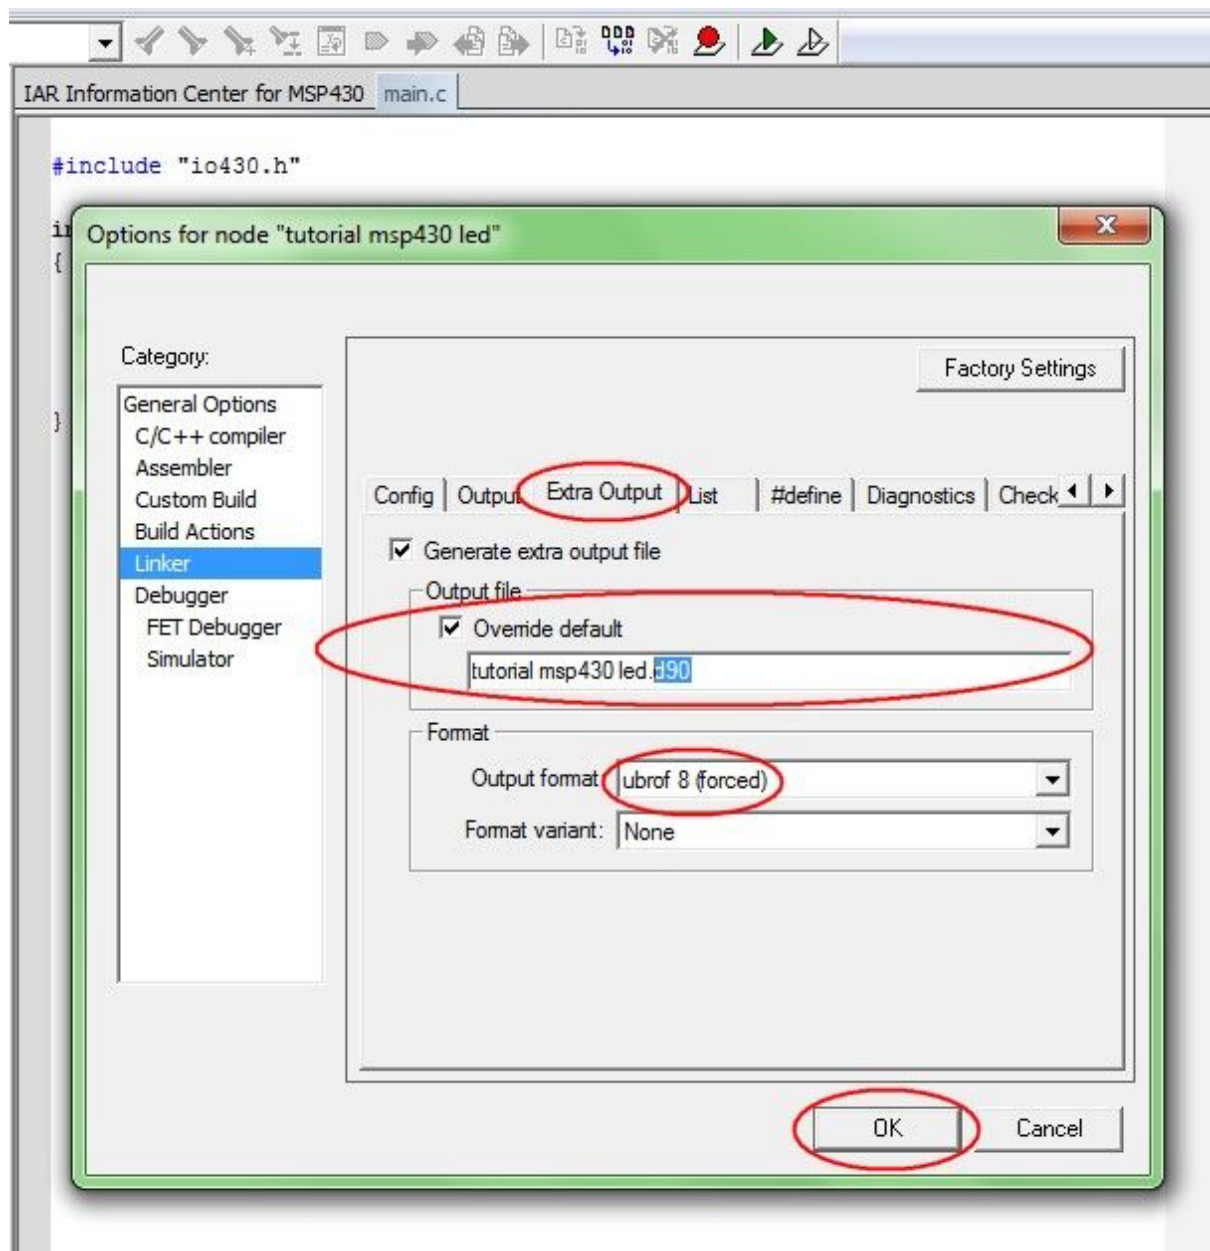 IAR Information Center for MSP430 main.c
#include "io430.h"
Options for node "tutorial msp430 led"
{
}
Category:
General Options
C/C++ compiler
Assembler
Custom Build
Build Actions
Linker
Debugger
FET Debugger
Simulator
Factory Settings
Config Output Extra Output List #define Diagnostics Check
Generate extra output file
Output file
Override default
tutorial msp430 led.d90
Format
Output format ubrof 8 (forced)
Format variant: None
OK Cancel